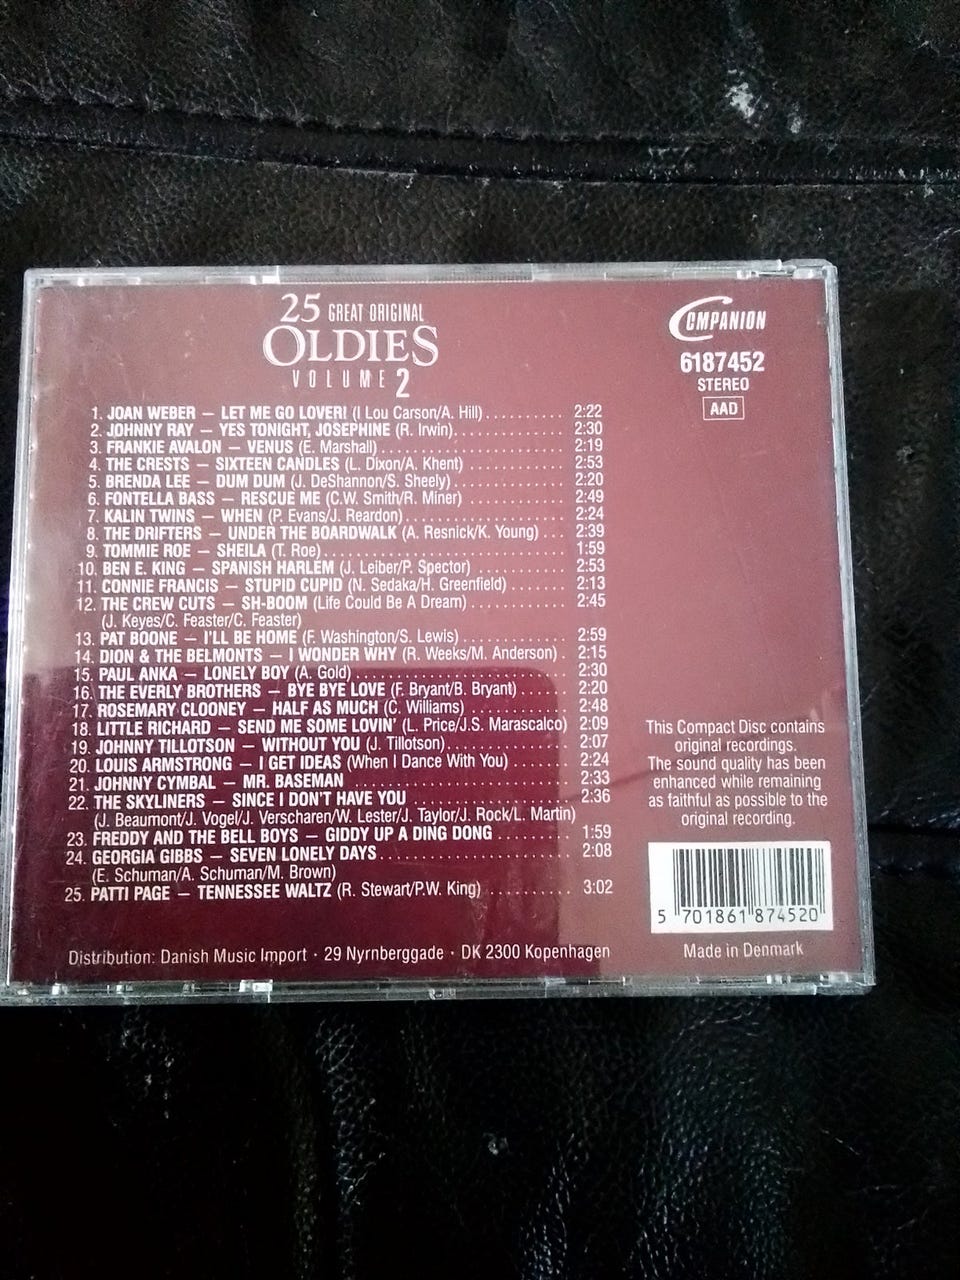 25 GREAT ORIGINAL
OLDIES
VOLUME 2
COMPANION
6187452
STEREO
AAD
1. JOAN WEBER – LET ME GO LOVER! (I Lou Carson/A. Hill) .......... 2:22
2. JOHNNY RAY – YES TONIGHT, JOSEPHINE (R. Irwin) .............. 2:30
3. FRANKIE AVALON – VENUS (E. Marshall) ........................ 2:19
4. THE CRESTS – SIXTEEN CANDLES (L. Dixon/A. Khent) ............ 2:53
5. BRENDA LEE – DUM DUM (J. DeShannon/S. Sheely) .............. 2:20
6. FONTELLA BASS – RESCUE ME (C.W. Smith/R. Miner) ............ 2:49
7. KALIN TWINS – WHEN (P. Evans/J. Reardon) .................... 2:24
8. THE DRIFTERS – UNDER THE BOARDWALK (A. Resnick/K. Young) ... 2:39
9. TOMMIE ROE – SHEILA (T. Roe) ................................ 1:59
10. BEN E. KING – SPANISH HARLEM (J. Leiber/P. Spector) ........ 2:53
11. CONNIE FRANCIS – STUPID CUPID (N. Sedaka/H. Greenfield) .... 2:13
12. THE CREW CUTS – SH-BOOM (Life Could Be A Dream) ............ 2:45
(J. Keyes/C. Feaster/C. Feaster)
13. PAT BOONE – I'LL BE HOME (F. Washington/S. Lewis) .......... 2:59
14. DION & THE BELMONTS – I WONDER WHY (R. Weeks/M. Anderson) . 2:15
15. PAUL ANKA – LONELY BOY (A. Gold) ............................ 2:30
16. THE EVERLY BROTHERS – BYE BYE LOVE (F. Bryant/B. Bryant) ...... 2:20
17. ROSEMARY CLOONEY – HALF AS MUCH (C. Williams) .............. 2:48
18. LITTLE RICHARD – SEND ME SOME LOVIN' (L. Price/J.S. Marascalco) 2:09
19. JOHNNY TILLOTSON – WITHOUT YOU (J. Tillotson) .............. 2:07
20. LOUIS ARMSTRONG – I GET IDEAS (When I Dance With You) ...... 2:24
21. JOHNNY CYMBAL – MR. BASEMAN ................................ 2:33
22. THE SKYLINERS – SINCE I DON'T HAVE YOU .................... 2:36
(J. Beaumont/J. Vogel/J. Verscharen/W. Lester/J. Taylor/J. Rock/L. Martin)
23. FREDDY AND THE BELL BOYS – GIDDY UP A DING DONG .......... 1:59
24. GEORGIA GIBBS – SEVEN LONELY DAYS .......................... 2:08
(E. Schuman/A. Schuman/M. Brown)
25. PATTI PAGE – TENNESSEE WALTZ (R. Stewart/P.W. King) .......... 3:02
This Compact Disc contains
original recordings.
The sound quality has been
enhanced while remaining
as faithful as possible to the
original recording.
5 701861 874520
Distribution: Danish Music Import · 29 Nyrnberggade · DK 2300 Kopenhagen
Made in Denmark